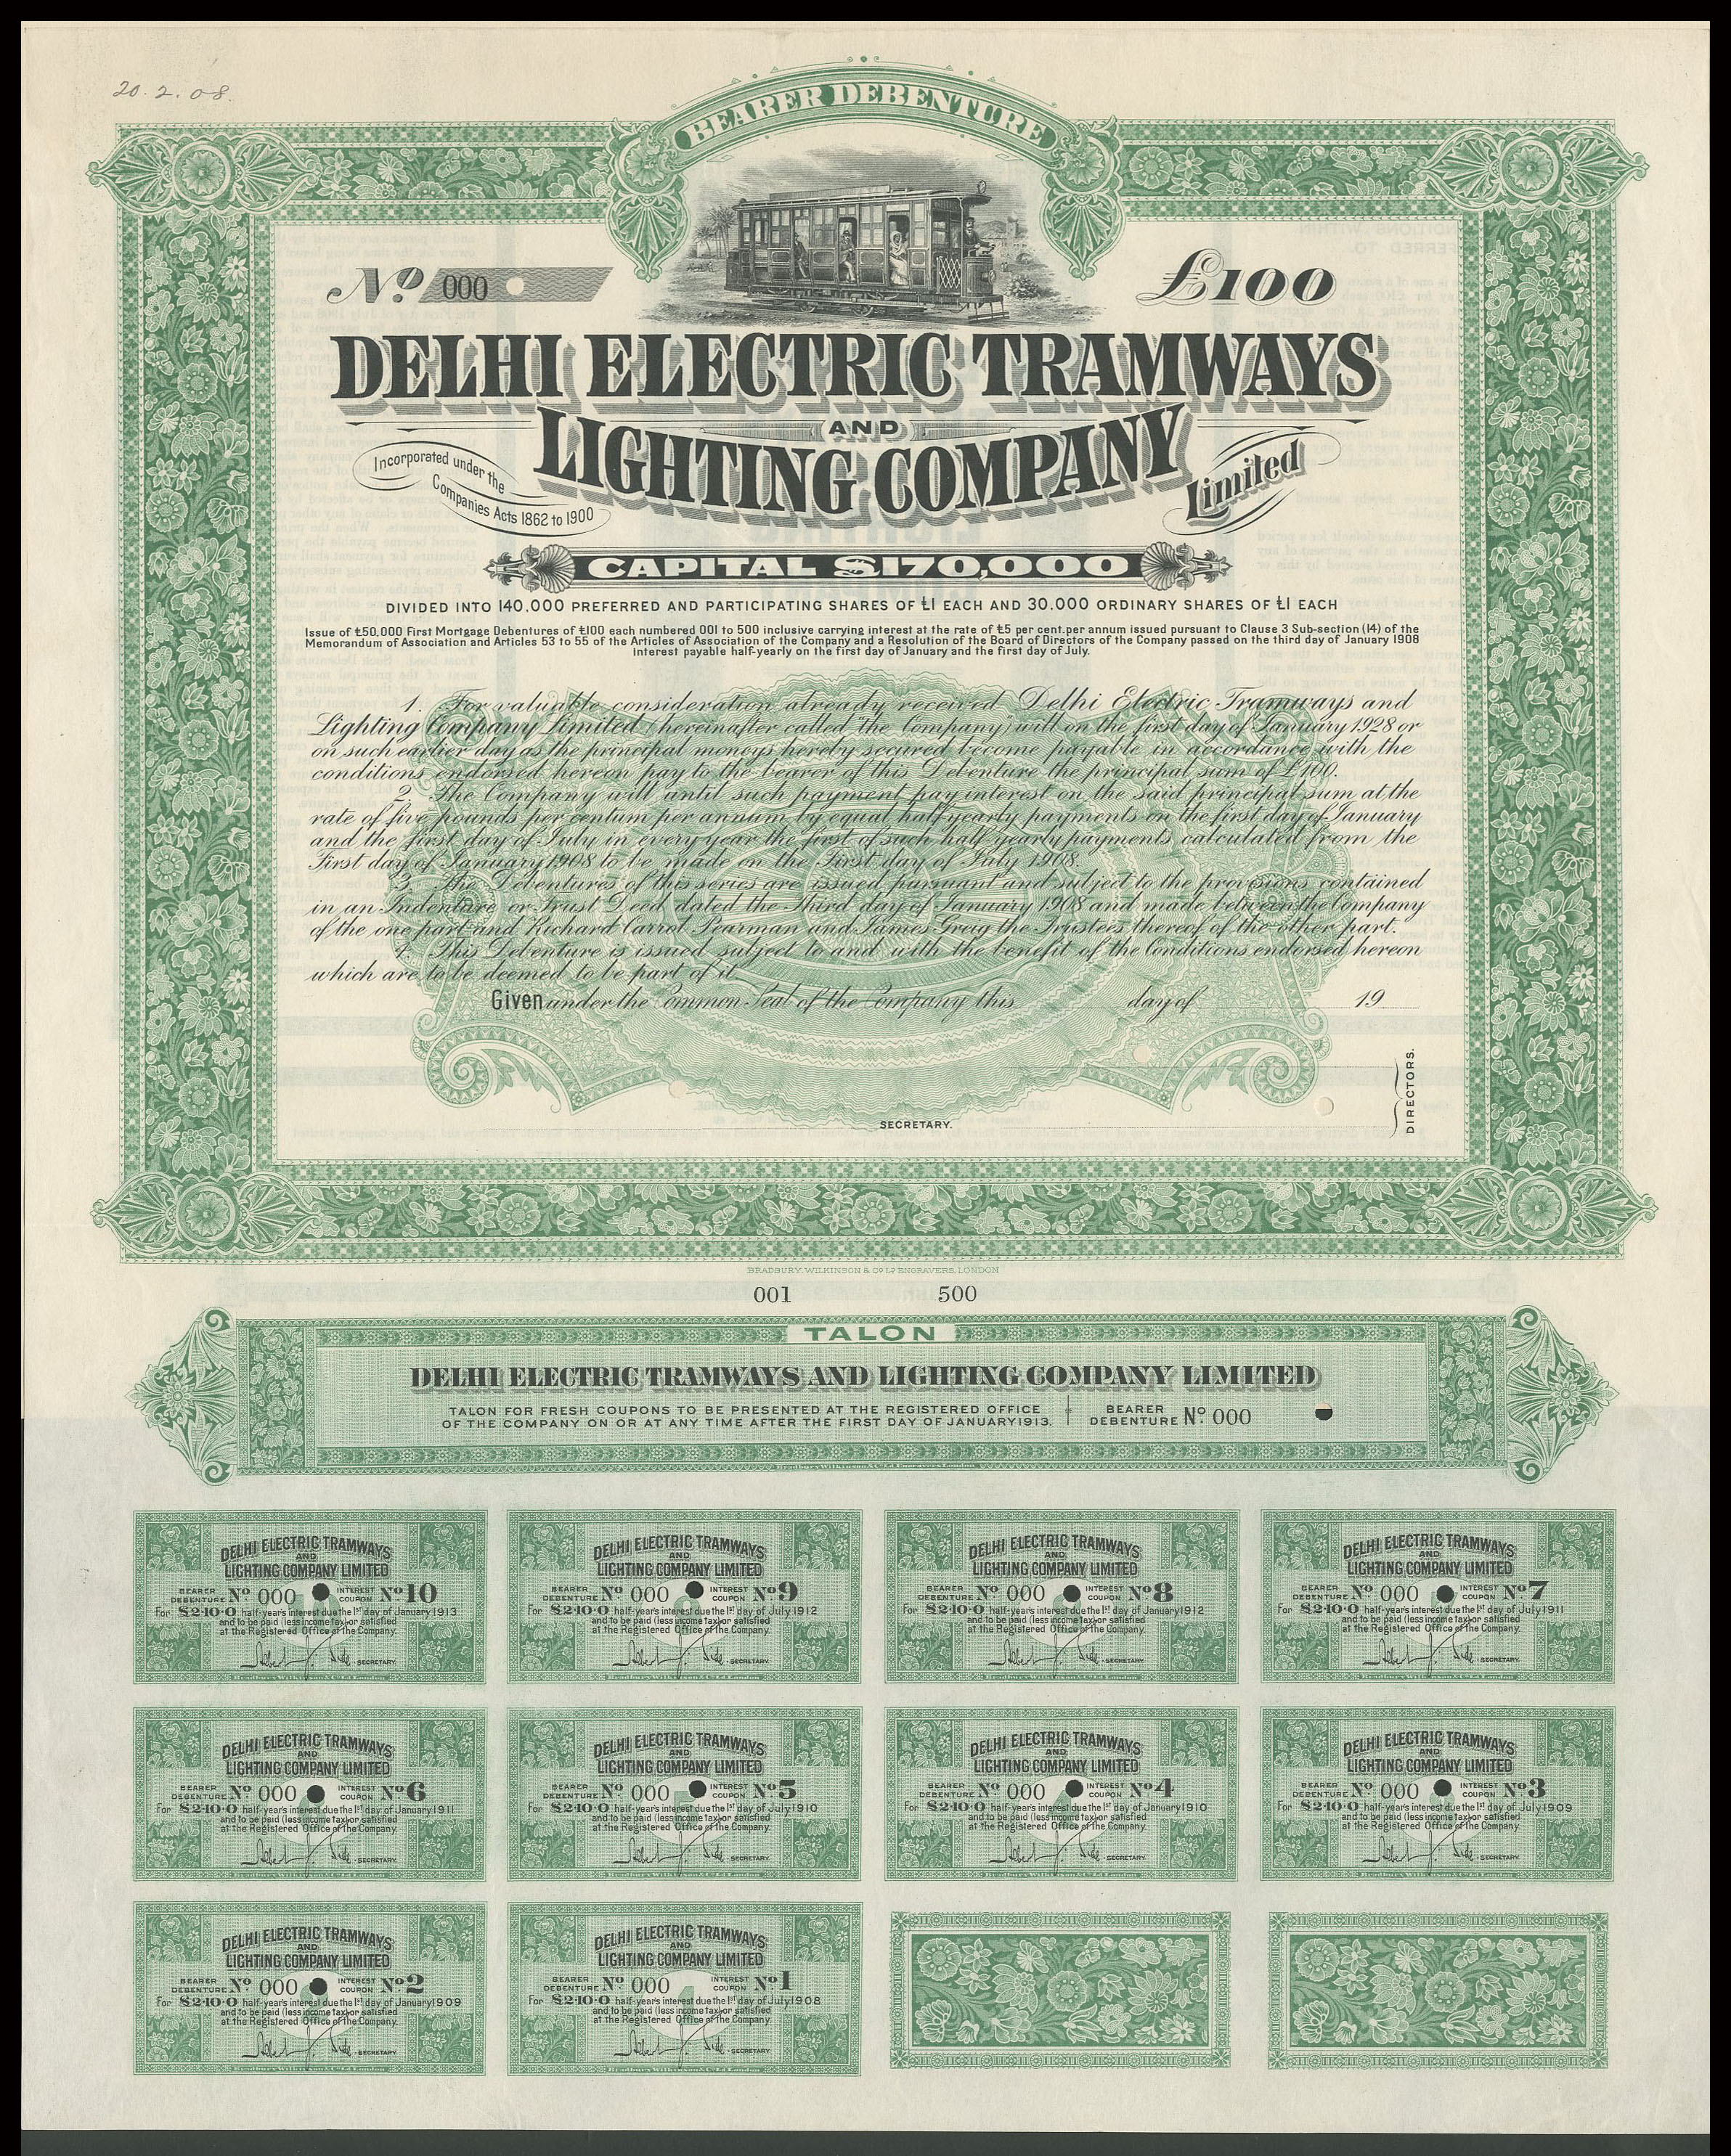 20.2.08.
BEARER DEBENTURE
No. 000
£100
DELHI ELECTRIC TRAMWAYS
AND
LIGHTING COMPANY
Limited
Incorporated under the
Companies Acts 1862 to 1900
CAPITAL £170,000
DIVIDED INTO 140,000 PREFERRED AND PARTICIPATING SHARES OF £1 EACH AND 30,000 ORDINARY SHARES OF £1 EACH
Issue of £50,000 First Mortgage Debentures of £100 each numbered 001 to 500 inclusive carrying interest at the rate of £5 per cent. per annum issued pursuant to Clause 3 Sub-section (14) of the
Memorandum of Association and Articles 53 to 55 of the Articles of Association of the Company and a Resolution of the Board of Directors of the Company passed on the third day of January 1908
Interest payable half-yearly on the first day of January and the first day of July.
1. For valuable consideration already received Delhi Electric Tramways and
Lighting Company Limited (hereinafter called "the Company") will on the first day of January 1928 or
on such earlier day as the principal moneys hereby secured become payable in accordance with the
conditions endorsed hereon pay to the bearer of this Debenture the principal sum of £100.
2. The Company will until such payment pay interest on the said principal sum at the
rate of five pounds per centum per annum by equal half yearly payments on the first day of January
and the first day of July in every year the first of such half yearly payments calculated from the
First day of January 1908 to be made on the First day of July 1908.
3. The Debentures of this series are issued pursuant and subject to the provisions contained
in an Indenture or Trust Deed dated the Third day of January 1908 and made between the Company
of the one part and Richard Carrol Pearman and James Greig the Trustees thereof of the other part.
4. This Debenture is issued subject to and with the benefit of the Conditions endorsed hereon
which are to be deemed to be part of it.
Given under the Common Seal of the Company this day of 19
DIRECTORS.
SECRETARY.
BRADBURY, WILKINSON & Co. Ld. ENGRAVERS, LONDON
001 500
TALON
DELHI ELECTRIC TRAMWAYS AND LIGHTING COMPANY LIMITED
TALON FOR FRESH COUPONS TO BE PRESENTED AT THE REGISTERED OFFICE
OF THE COMPANY ON OR AT ANY TIME AFTER THE FIRST DAY OF JANUARY 1913.
BEARER
DEBENTURE No. 000
Bradbury Wilkinson & Co. Ld. Engravers London
DELHI ELECTRIC TRAMWAYS
AND
LIGHTING COMPANY LIMITED
BEARER DEBENTURE No 000 INTEREST COUPON No 10
For £2·10·0 half-year's interest due the 1st day of January 1913
and to be paid (less income tax) or satisfied
at the Registered Office of the Company.
SECRETARY.
DELHI ELECTRIC TRAMWAYS
AND
LIGHTING COMPANY LIMITED
BEARER DEBENTURE No 000 INTEREST COUPON No 9
For £2·10·0 half-year's interest due the 1st day of July 1912
and to be paid (less income tax) or satisfied
at the Registered Office of the Company.
SECRETARY.
DELHI ELECTRIC TRAMWAYS
AND
LIGHTING COMPANY LIMITED
BEARER DEBENTURE No 000 INTEREST COUPON No 8
For £2·10·0 half-year's interest due the 1st day of January 1912
and to be paid (less income tax) or satisfied
at the Registered Office of the Company.
SECRETARY.
DELHI ELECTRIC TRAMWAYS
AND
LIGHTING COMPANY LIMITED
BEARER DEBENTURE No 000 INTEREST COUPON No 7
For £2·10·0 half-year's interest due the 1st day of July 1911
and to be paid (less income tax) or satisfied
at the Registered Office of the Company.
SECRETARY.
DELHI ELECTRIC TRAMWAYS
AND
LIGHTING COMPANY LIMITED
BEARER DEBENTURE No 000 INTEREST COUPON No 6
For £2·10·0 half-year's interest due the 1st day of January 1911
and to be paid (less income tax) or satisfied
at the Registered Office of the Company.
SECRETARY.
DELHI ELECTRIC TRAMWAYS
AND
LIGHTING COMPANY LIMITED
BEARER DEBENTURE No 000 INTEREST COUPON No 5
For £2·10·0 half-year's interest due the 1st day of July 1910
and to be paid (less income tax) or satisfied
at the Registered Office of the Company.
SECRETARY.
DELHI ELECTRIC TRAMWAYS
AND
LIGHTING COMPANY LIMITED
BEARER DEBENTURE No 000 INTEREST COUPON No 4
For £2·10·0 half-year's interest due the 1st day of January 1910
and to be paid (less income tax) or satisfied
at the Registered Office of the Company.
SECRETARY.
DELHI ELECTRIC TRAMWAYS
AND
LIGHTING COMPANY LIMITED
BEARER DEBENTURE No 000 INTEREST COUPON No 3
For £2·10·0 half-year's interest due the 1st day of July 1909
and to be paid (less income tax) or satisfied
at the Registered Office of the Company.
SECRETARY.
DELHI ELECTRIC TRAMWAYS
AND
LIGHTING COMPANY LIMITED
BEARER DEBENTURE No 000 INTEREST COUPON No 2
For £2·10·0 half-year's interest due the 1st day of January 1909
and to be paid (less income tax) or satisfied
at the Registered Office of the Company.
SECRETARY.
DELHI ELECTRIC TRAMWAYS
AND
LIGHTING COMPANY LIMITED
BEARER DEBENTURE No 000 INTEREST COUPON No 1
For £2·10·0 half-year's interest due the 1st day of July 1908
and to be paid (less income tax) or satisfied
at the Registered Office of the Company.
SECRETARY.